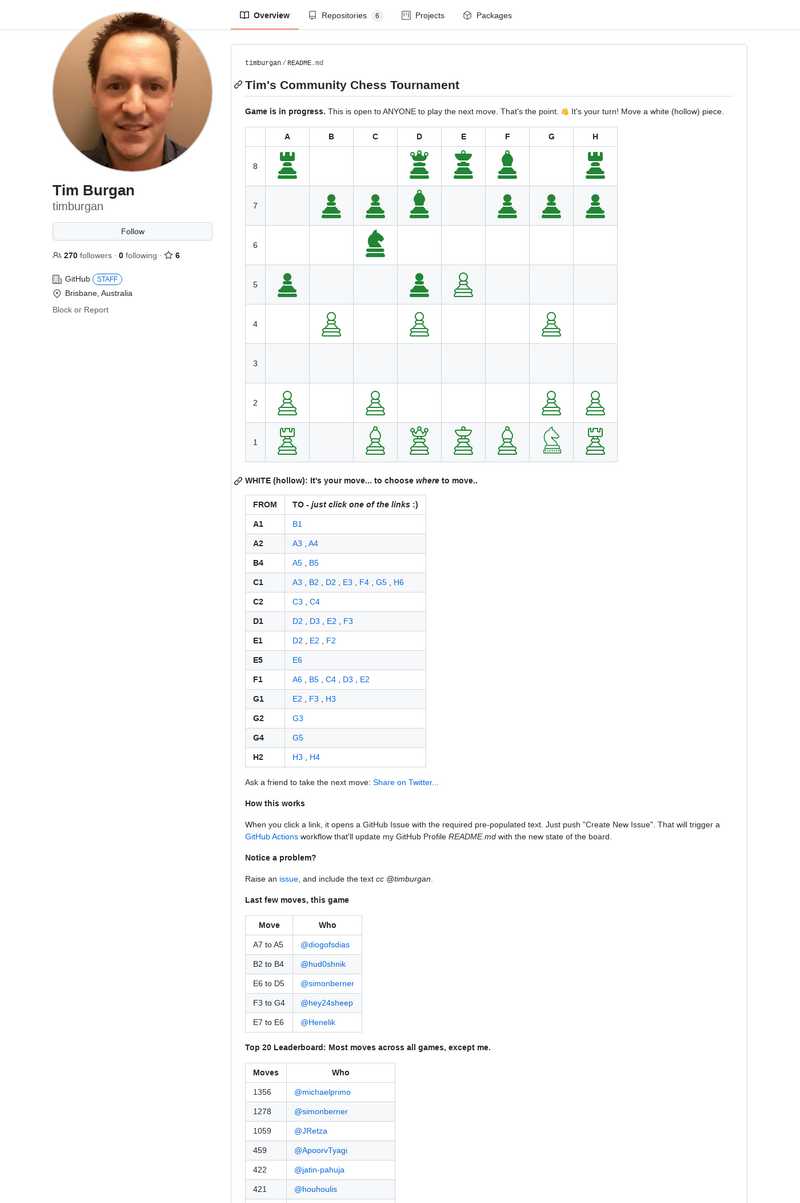 Overview Repositories 6 Projects Packages
Tim Burgan
timburgan
Follow
270 followers · 0 following · 6
GitHub STAFF
Brisbane, Australia
Block or Report
timburgan / README.md
Tim's Community Chess Tournament
Game is in progress. This is open to ANYONE to play the next move. That's the point. 👋 It's your turn! Move a white (hollow) piece.
A B C D E F G H
8
7
6
5
4
3
2
1
WHITE (hollow): It's your move... to choose where to move..
FROM TO - just click one of the links :)
A1 B1
A2 A3 , A4
B4 A5 , B5
C1 A3 , B2 , D2 , E3 , F4 , G5 , H6
C2 C3 , C4
D1 D2 , D3 , E2 , F3
E1 D2 , E2 , F2
E5 E6
F1 A6 , B5 , C4 , D3 , E2
G1 E2 , F3 , H3
G2 G3
G4 G5
H2 H3 , H4
Ask a friend to take the next move: Share on Twitter...
How this works
When you click a link, it opens a GitHub Issue with the required pre-populated text. Just push "Create New Issue". That will trigger a
GitHub Actions workflow that'll update my GitHub Profile README.md with the new state of the board.
Notice a problem?
Raise an issue, and include the text cc @timburgan.
Last few moves, this game
Move Who
A7 to A5 @diogofsdias
B2 to B4 @hud0shnik
E6 to D5 @simonberner
F3 to G4 @hey24sheep
E7 to E6 @Henelik
Top 20 Leaderboard: Most moves across all games, except me.
Moves Who
1356 @michaelprimo
1278 @simonberner
1059 @JRetza
459 @ApoorvTyagi
422 @jatin-pahuja
421 @houhoulis